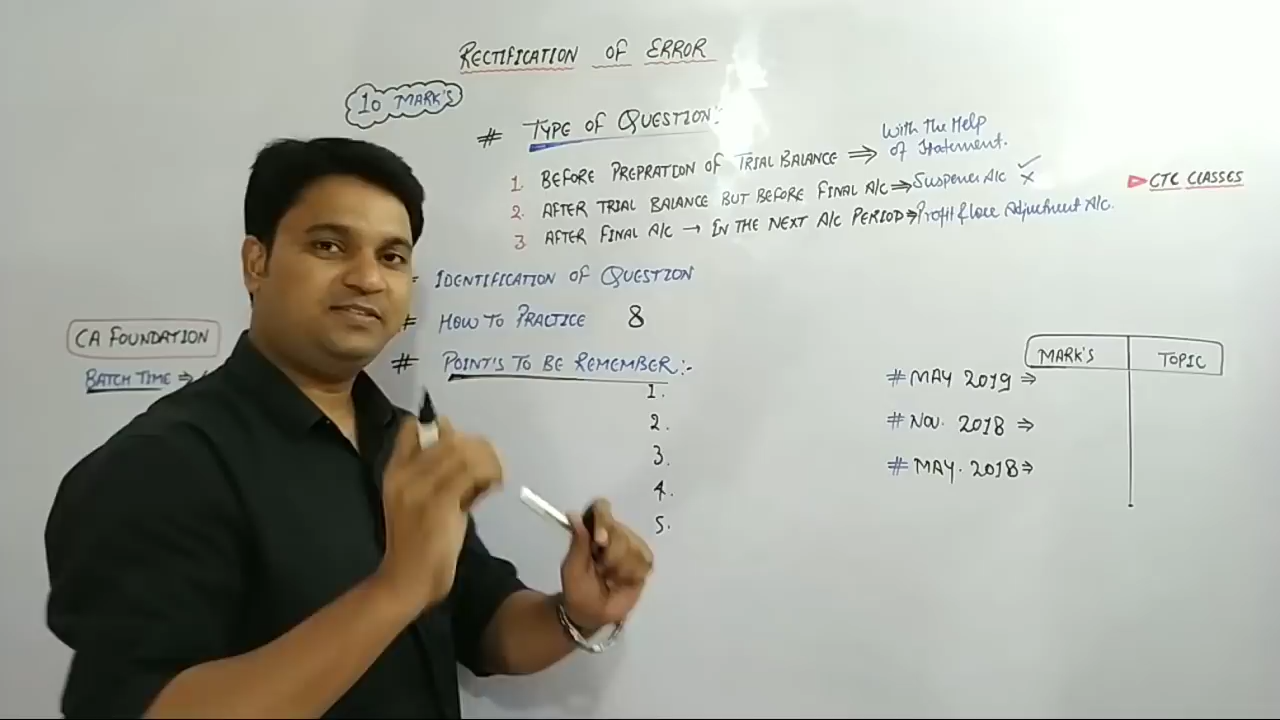 RECTIFICATION OF ERROR
10 MARK'S
# TYPE OF QUESTION:
1. BEFORE PREPRATION OF TRIAL BALANCE ⇒ With The Help of Statement.
2. AFTER TRIAL BALANCE BUT BEFORE FINAL A/C ⇒ Suspense A/c ✓ ×
3 AFTER FINAL A/C → IN THE NEXT A/C PERIOD ⇒ Profit & loss Adjustment A/c.
▷ CTC CLASSES
IDENTIFICATION OF QUESTION
# HOW TO PRACTICE 8
# POINT'S TO BE REMEMBER:-
1.
2.
3.
4.
5.
CA FOUNDATION
BATCH TIME ⇒
MARK'S TOPIC
# MAY 2019 ⇒
# NOV. 2018 ⇒
# MAY. 2018 ⇒